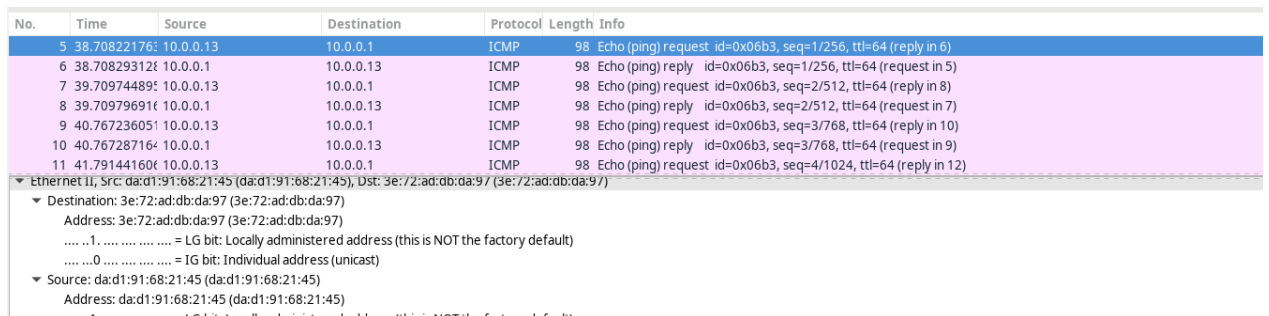 No. Time Source Destination Protocol Length Info
5 38.708221763 10.0.0.13 10.0.0.1 ICMP 98 Echo (ping) request id=0x06b3, seq=1/256, ttl=64 (reply in 6)
6 38.708293128 10.0.0.1 10.0.0.13 ICMP 98 Echo (ping) reply id=0x06b3, seq=1/256, ttl=64 (request in 5)
7 39.709744895 10.0.0.13 10.0.0.1 ICMP 98 Echo (ping) request id=0x06b3, seq=2/512, ttl=64 (reply in 8)
8 39.709796916 10.0.0.1 10.0.0.13 ICMP 98 Echo (ping) reply id=0x06b3, seq=2/512, ttl=64 (request in 7)
9 40.767236051 10.0.0.13 10.0.0.1 ICMP 98 Echo (ping) request id=0x06b3, seq=3/768, ttl=64 (reply in 10)
10 40.767287164 10.0.0.1 10.0.0.13 ICMP 98 Echo (ping) reply id=0x06b3, seq=3/768, ttl=64 (request in 9)
11 41.791441606 10.0.0.13 10.0.0.1 ICMP 98 Echo (ping) request id=0x06b3, seq=4/1024, ttl=64 (reply in 12)
Ethernet II, Src: da:d1:91:68:21:45 (da:d1:91:68:21:45), Dst: 3e:72:ad:db:da:97 (3e:72:ad:db:da:97)
Destination: 3e:72:ad:db:da:97 (3e:72:ad:db:da:97)
Address: 3e:72:ad:db:da:97 (3e:72:ad:db:da:97)
.... ..1. .... .... .... .... = LG bit: Locally administered address (this is NOT the factory default)
.... ...0 .... .... .... .... = IG bit: Individual address (unicast)
Source: da:d1:91:68:21:45 (da:d1:91:68:21:45)
Address: da:d1:91:68:21:45 (da:d1:91:68:21:45)